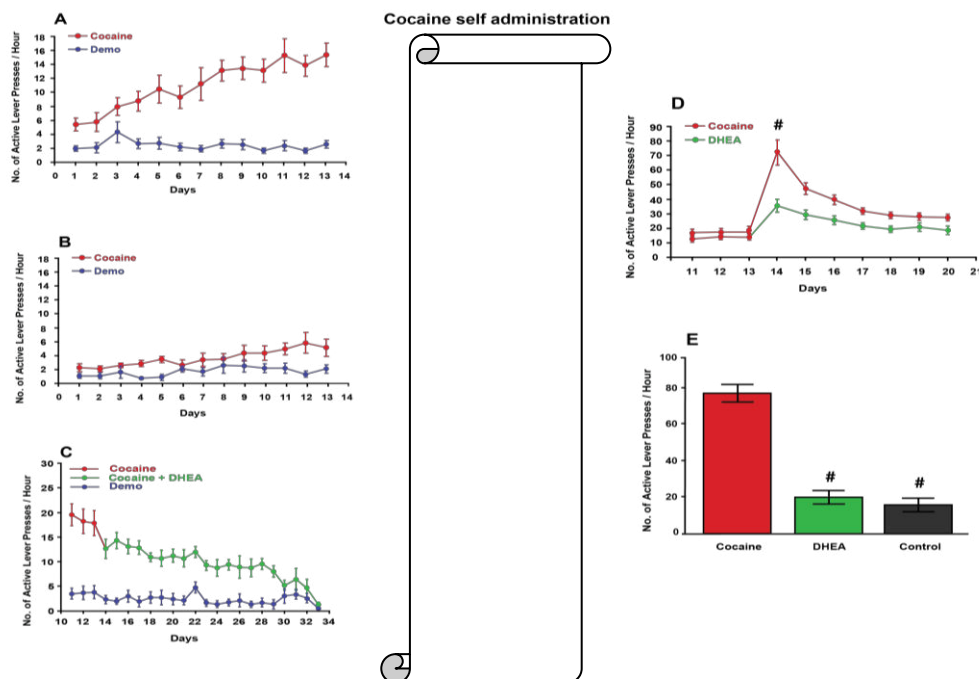 Cocaine self administration
A
Cocaine
Demo
No. of Active Lever Presses / Hour
18
16
14
12
10
8
6
4
2
0
0 1 2 3 4 5 6 7 8 9 10 11 12 13 14
Days
B
Cocaine
Demo
No. of Active Lever Presses / Hour
18
16
14
12
10
8
6
4
2
0
0 1 2 3 4 5 6 7 8 9 10 11 12 13 14
Days
C
Cocaine
Cocaine + DHEA
Demo
No. of Active Lever Presses / Hour
30
25
20
15
10
5
0
10 12 14 16 18 20 22 24 26 28 30 32 34
Days
D
#
Cocaine
DHEA
No. of Active Lever Presses / Hour
90
80
70
60
50
40
30
20
10
0
11 12 13 14 15 16 17 18 19 20 21
Days
E
No. of Active Lever Presses / Hour
100
80
60
40
20
0
# #
Cocaine DHEA Control